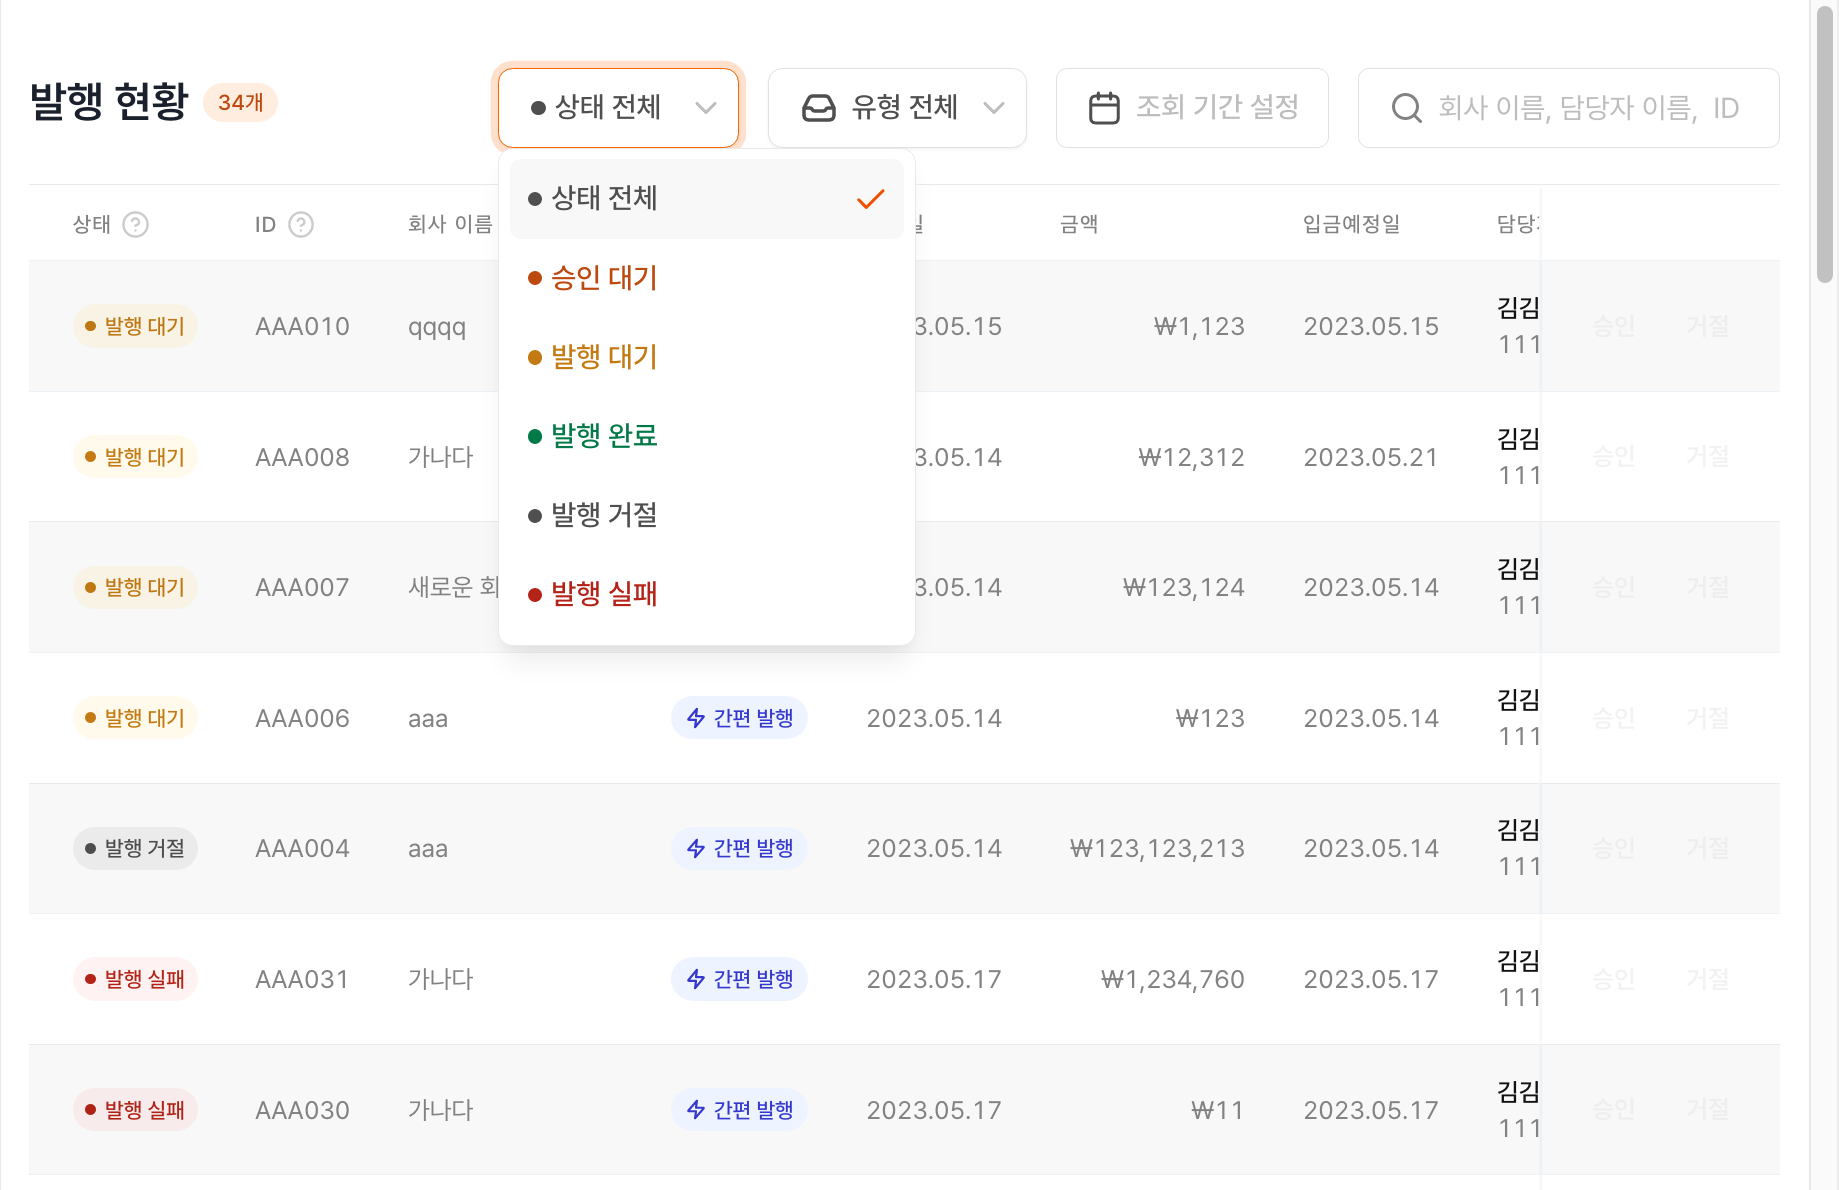 발행 현황 34개
상태 전체
유형 전체
조회 기간 설정
회사 이름, 담당자 이름, ID
상태 전체
승인 대기
발행 대기
발행 완료
발행 거절
발행 실패
상태 ID 회사 이름 금액 입금예정일
발행 대기 AAA010 qqqq 3.05.15 ₩1,123 2023.05.15 김김 승인 거절
111
발행 대기 AAA008 가나다 3.05.14 ₩12,312 2023.05.21 김김 승인 거절
111
발행 대기 AAA007 새로운 회 3.05.14 ₩123,124 2023.05.14 김김 승인 거절
111
발행 대기 AAA006 aaa 간편 발행 2023.05.14 ₩123 2023.05.14 김김 승인 거절
111
발행 거절 AAA004 aaa 간편 발행 2023.05.14 ₩123,123,213 2023.05.14 김김 승인 거절
111
발행 실패 AAA031 가나다 간편 발행 2023.05.17 ₩1,234,760 2023.05.17 김김 승인 거절
111
발행 실패 AAA030 가나다 간편 발행 2023.05.17 ₩11 2023.05.17 김김 승인 거절
111